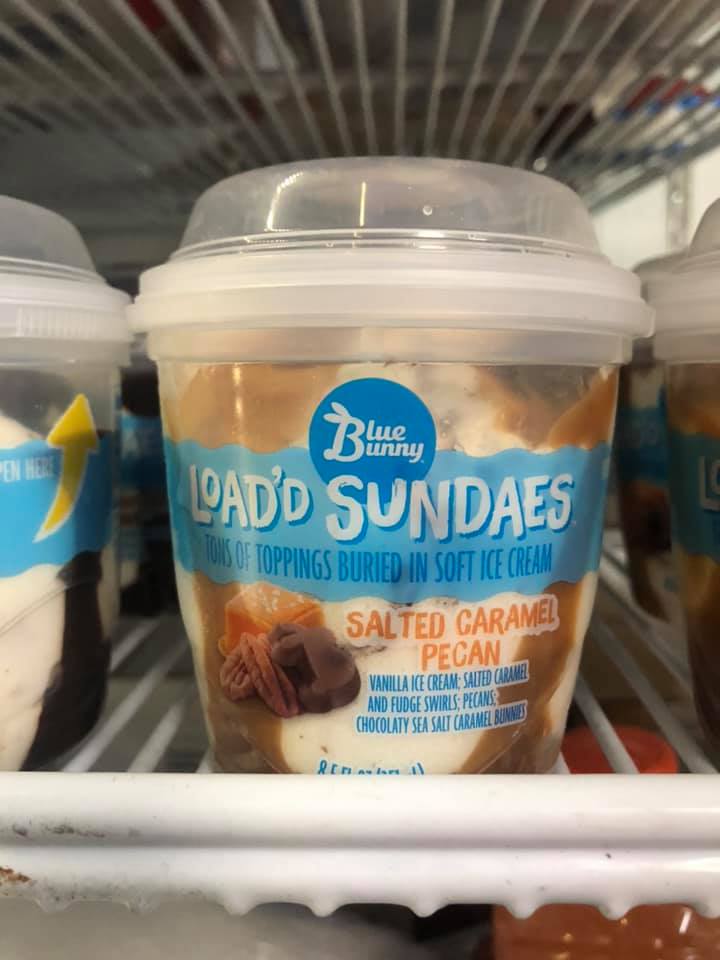 Blue
Bunny
LOAD'D SUNDAES
TONS OF TOPPINGS BURIED IN SOFT ICE CREAM
SALTED CARAMEL
PECAN
VANILLA ICE CREAM; SALTED CARAMEL
AND FUDGE SWIRLS; PECANS;
CHOCOLATY SEA SALT CARAMEL BUNNIES
HERE